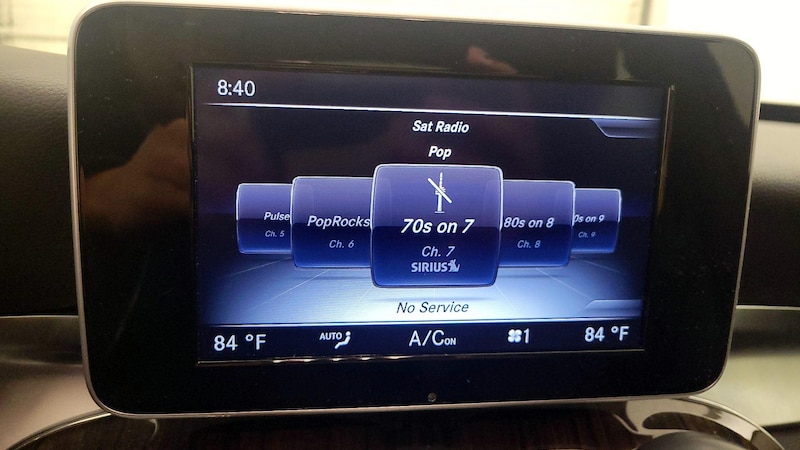 8:40
Sat Radio
Pop
Pulse
Ch. 5
PopRocks
Ch. 6
70s on 7
Ch. 7
SIRIUS
80s on 8
Ch. 8
0s on 9
Ch. 9
No Service
84 °F
AUTO
A/C ON
1
84 °F